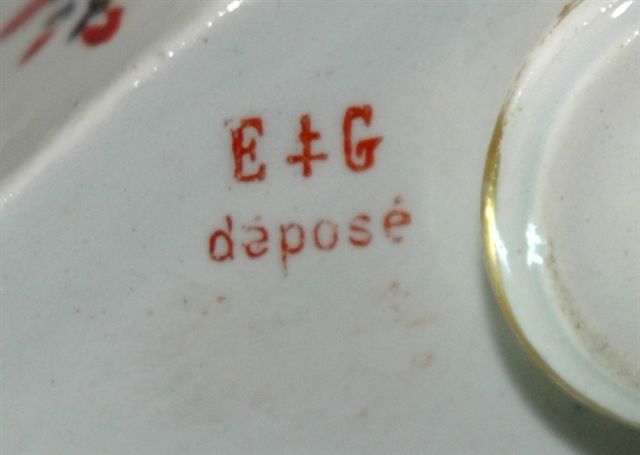 E ‡ G
déposé